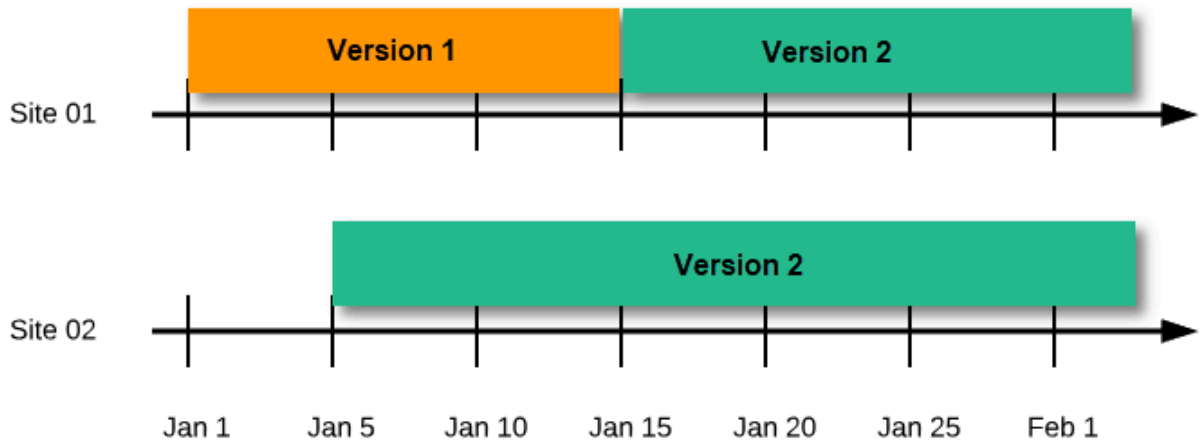 Version 1
Version 2
Site 01
Version 2
Site 02
Jan 1
Jan 5
Jan 10
Jan 15
Jan 20
Jan 25
Feb 1